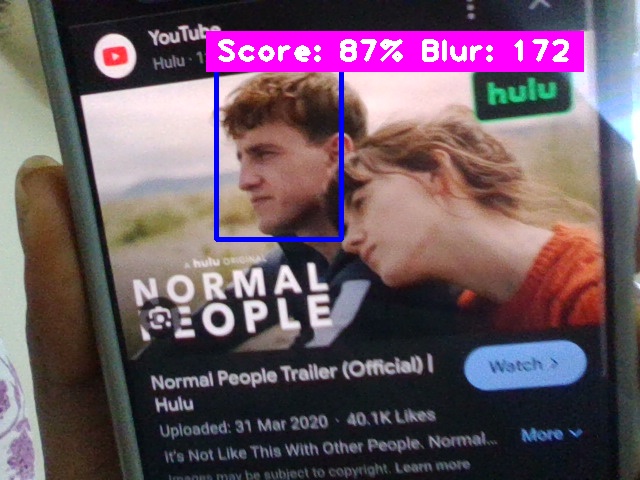 YouTube
Score: 87% Blur: 172
Hulu
hulu
A hulu ORIGINAL
NORMAL
PEOPLE
Normal People Trailer (Official) |
Hulu
Watch >
Uploaded: 31 Mar 2020 · 40.1K Likes
It's Not Like This With Other People. Normal...
More
Images may be subject to copyright. Learn more